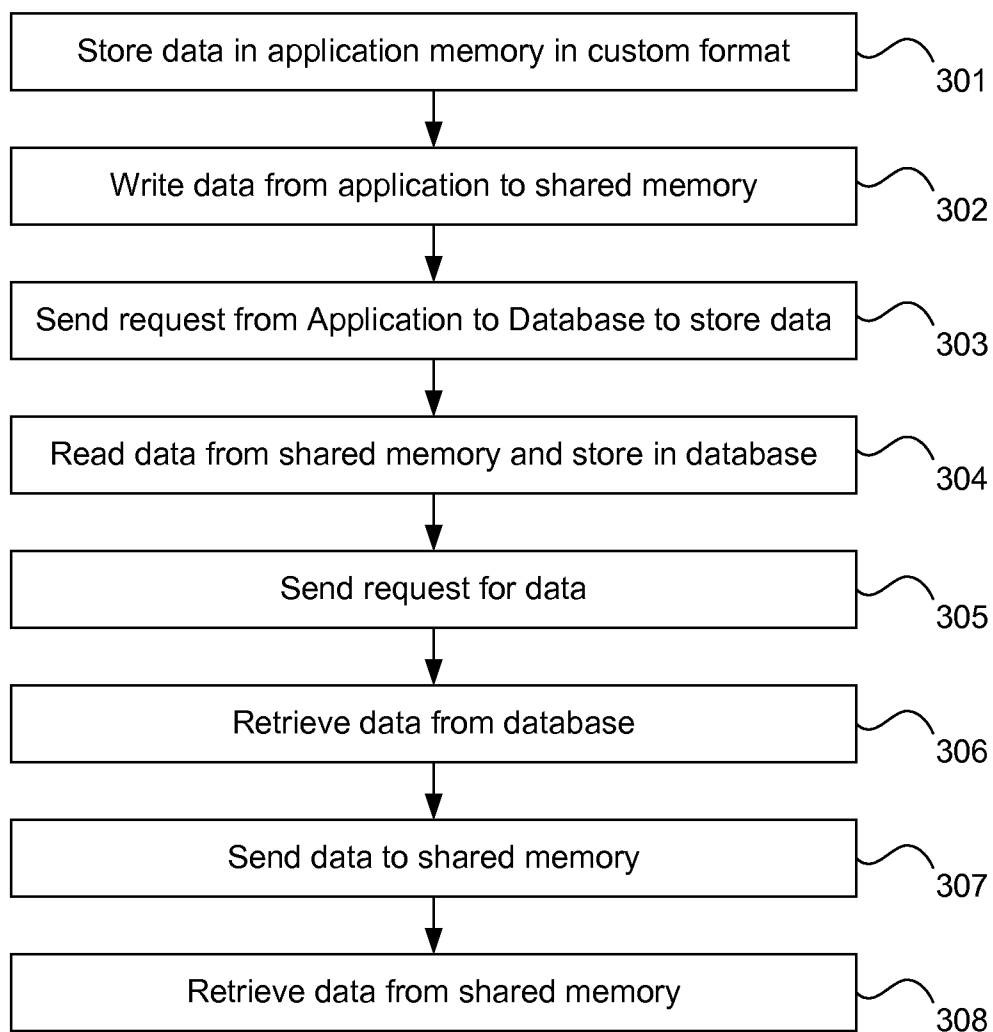 Store data in application memory in custom format
301
Write data from application to shared memory
302
Send request from Application to Database to store data
303
Read data from shared memory and store in database
304
Send request for data
305
Retrieve data from database
306
Send data to shared memory
307
Retrieve data from shared memory
308